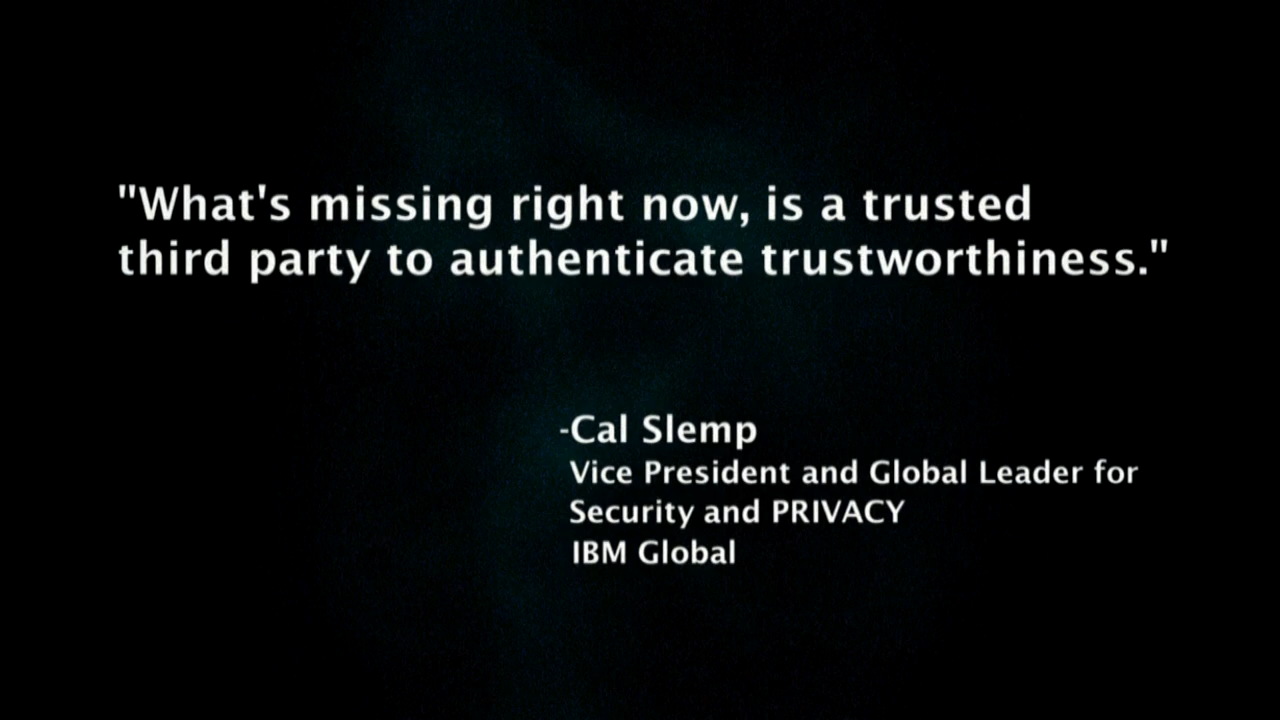 "What's missing right now, is a trusted
third party to authenticate trustworthiness."
-Cal Slemp
Vice President and Global Leader for
Security and PRIVACY
IBM Global